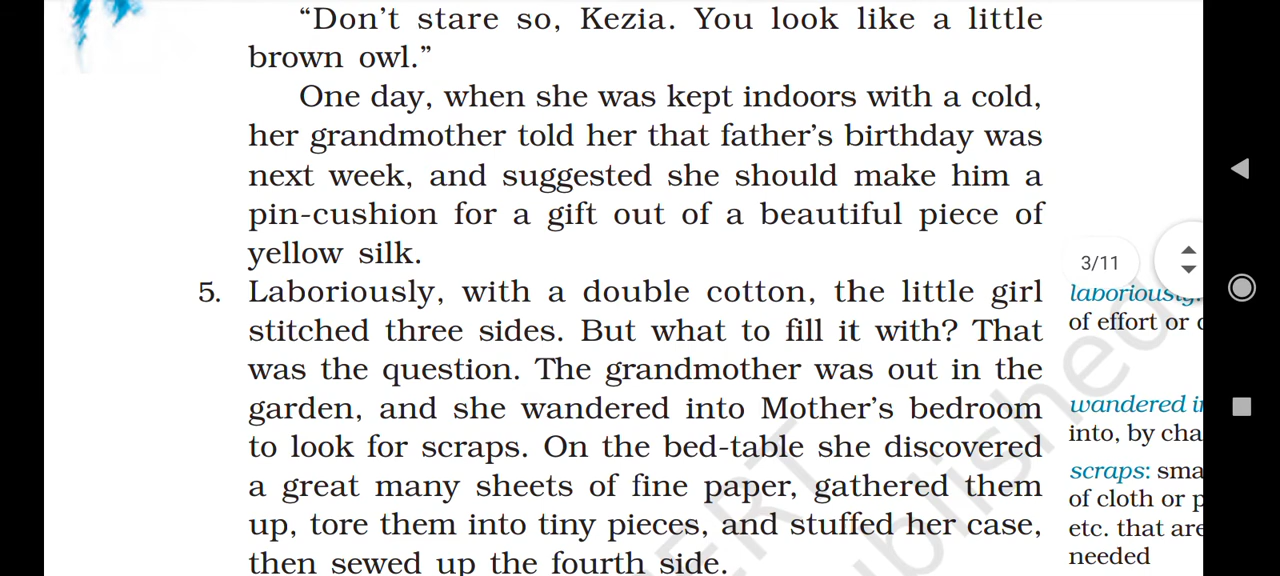 “Don’t stare so, Kezia. You look like a little
brown owl.”
One day, when she was kept indoors with a cold,
her grandmother told her that father’s birthday was
next week, and suggested she should make him a
pin-cushion for a gift out of a beautiful piece of
yellow silk.
5. Laboriously, with a double cotton, the little girl
stitched three sides. But what to fill it with? That
was the question. The grandmother was out in the
garden, and she wandered into Mother’s bedroom
to look for scraps. On the bed-table she discovered
a great many sheets of fine paper, gathered them
up, tore them into tiny pieces, and stuffed her case,
then sewed up the fourth side.
3/11
laboriously:
of effort or
wandered
into, by
scraps:
of cloth or
etc. that are
needed